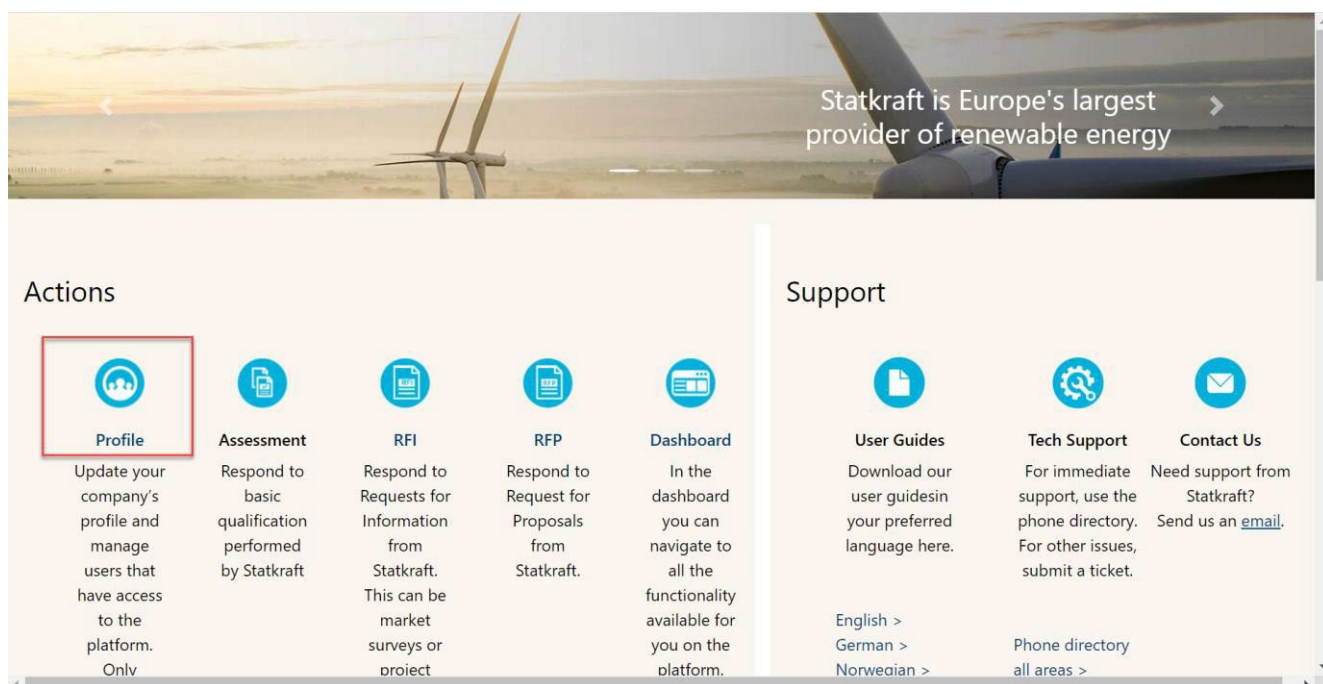 Statkraft is Europe's largest
provider of renewable energy
Actions
Profile
Update your
company's
profile and
manage
users that
have access
to the
platform.
Only
Assessment
Respond to
basic
qualification
performed
by Statkraft
RFI
Respond to
Requests for
Information
from
Statkraft.
This can be
market
surveys or
project
RFP
Respond to
Request for
Proposals
from
Statkraft.
Dashboard
In the
dashboard
you can
navigate to
all the
functionality
available for
you on the
platform.
Support
User Guides
Download our
user guidesin
your preferred
language here.
English >
German >
Norwegian >
Tech Support
For immediate
support, use the
phone directory.
For other issues,
submit a ticket.
Phone directory
all areas >
Contact Us
Need support from
Statkraft?
Send us an email.